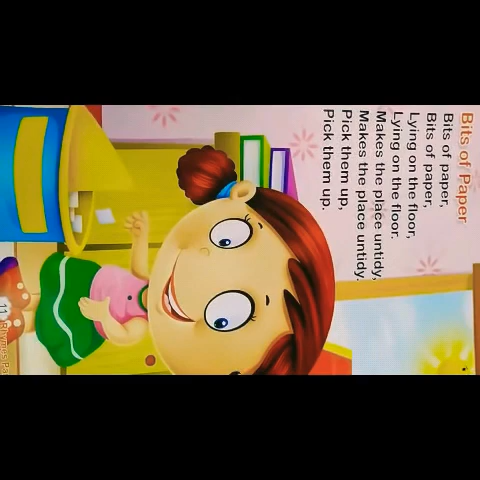 Bits of Paper
Bits of paper,
Bits of paper,
Lying on the floor.
Lying on the floor.
Makes the place untidy,
Makes the place untidy.
Pick them up,
Pick them up.
11 Rhymes